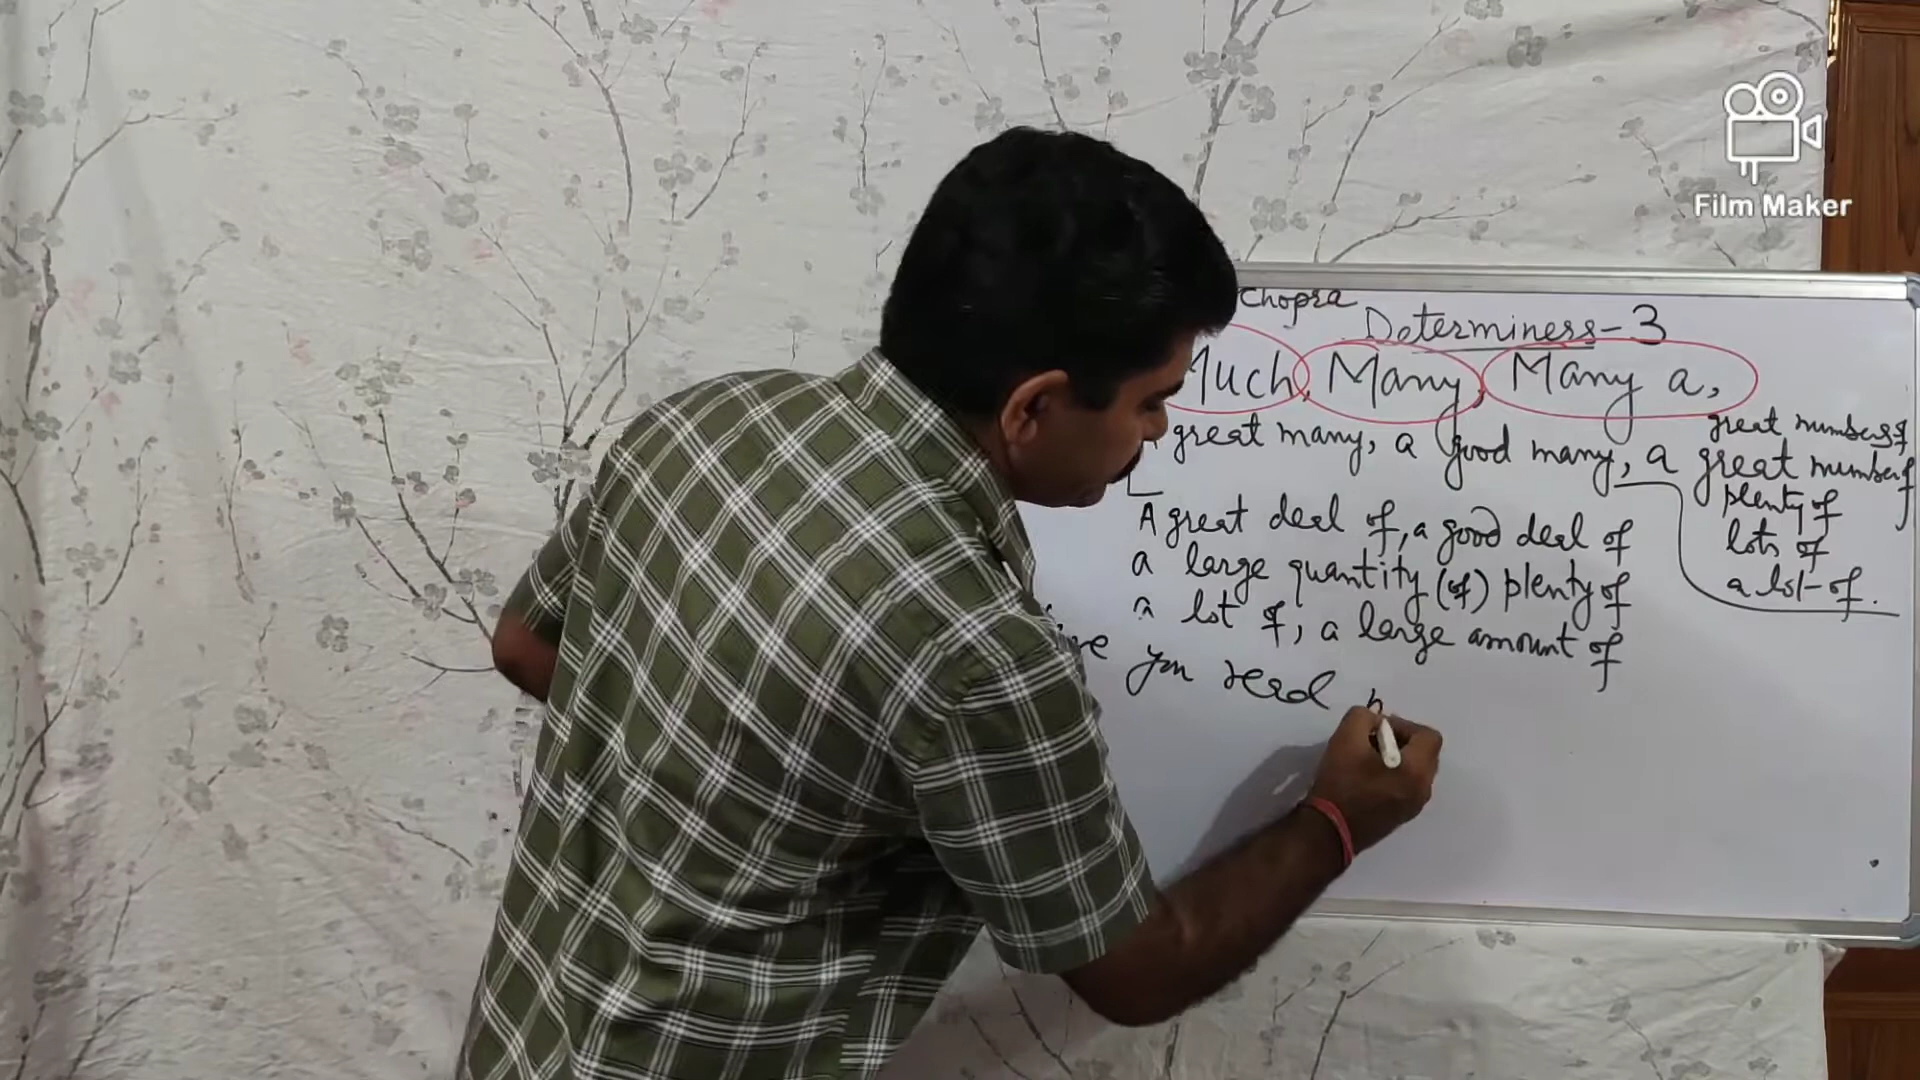 Film Maker
Chopra
Determiness-3
Much, Many, Many a,
great many, a good many, a great number of
great numbers of
plenty of
lots of
a lot of.
A great deal of, a good deal of
a large quantity (of) plenty of
a lot of, a large amount of
you read